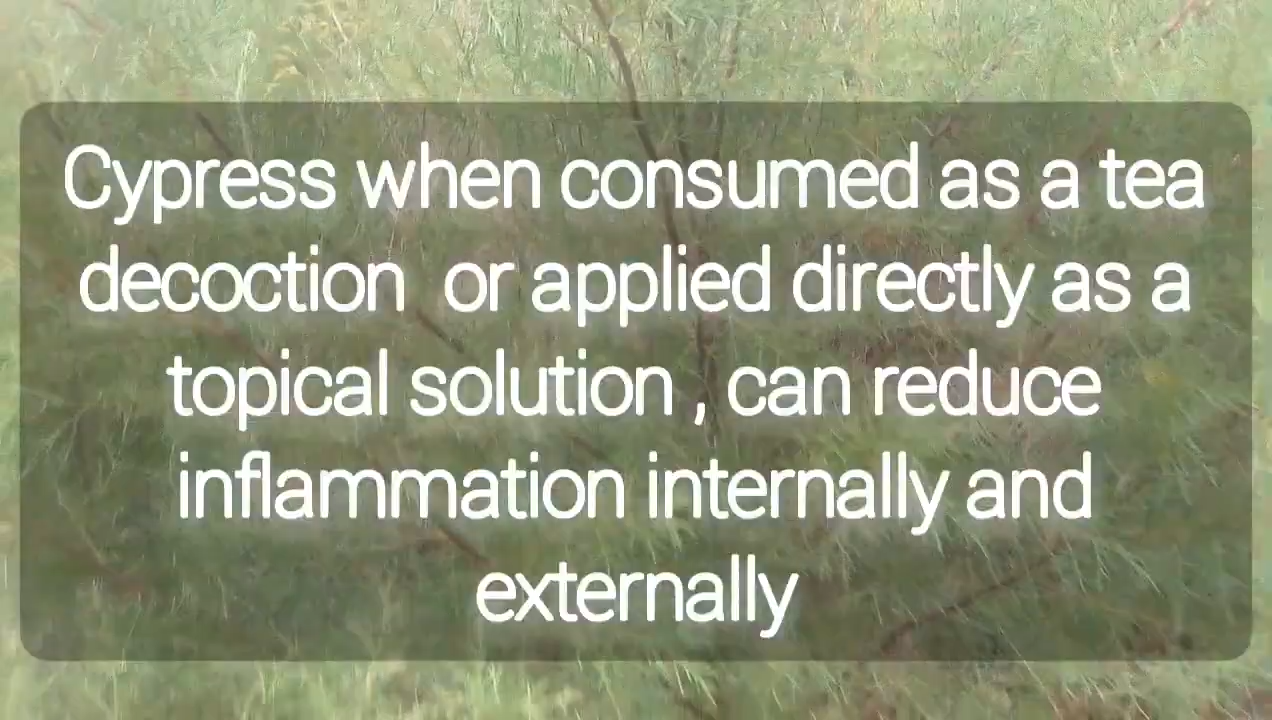 Cypress when consumed as a tea
decoction  or applied directly as a
topical solution , can reduce
inflammation internally and
externally